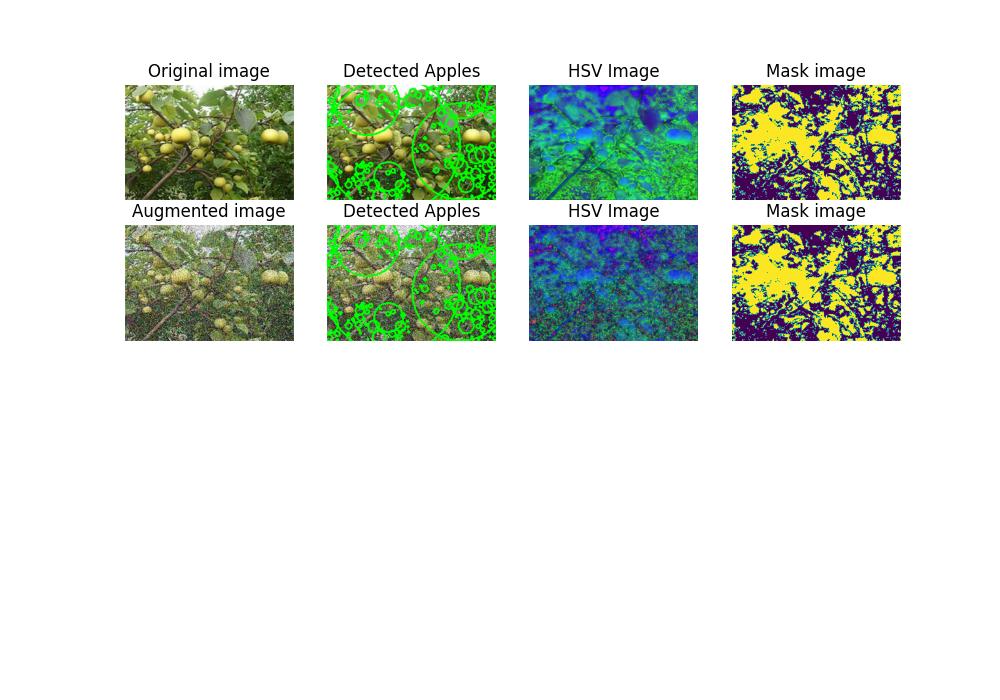 Original image
Detected Apples
HSV Image
Mask image
Augmented image
Detected Apples
HSV Image
Mask image